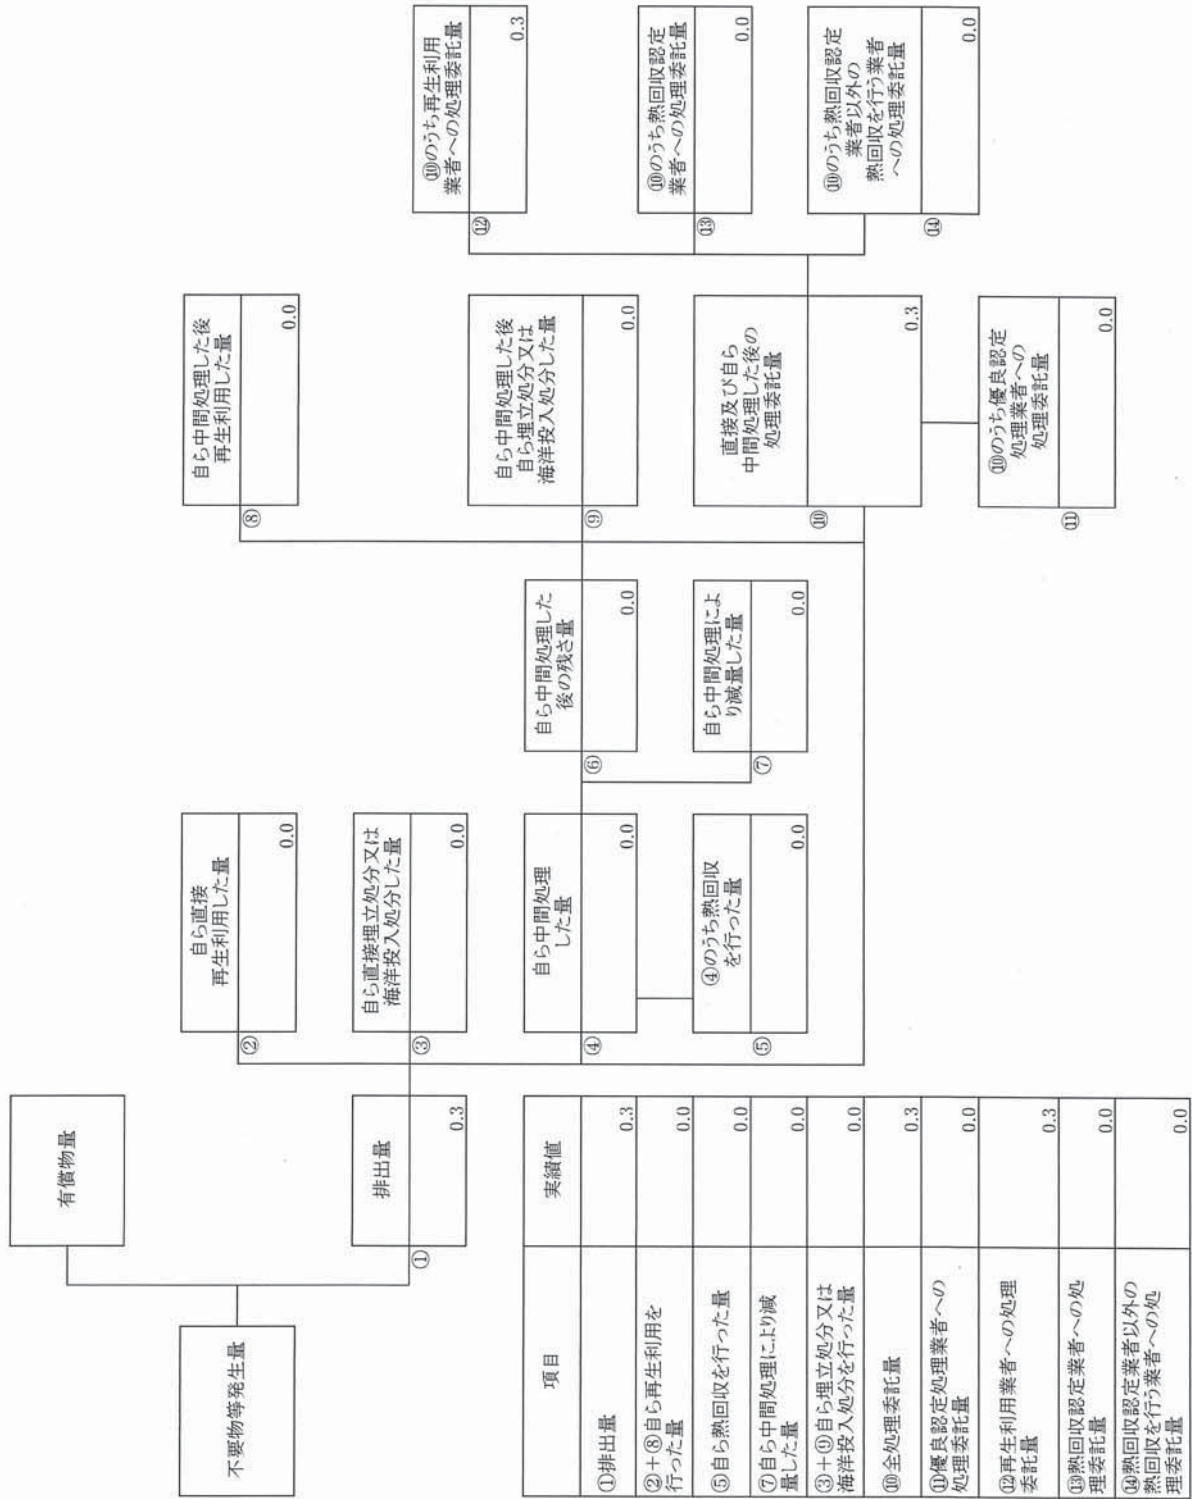 不要物等発生量
有償物量
①
排出量
0.3
②
自ら直接
再生利用した量
0.0
③
自ら直接埋立処分又は
海洋投入処分した量
0.0
④
自ら中間処理
した量
0.0
⑤
④のうち熱回収
を行った量
0.0
⑥
自ら中間処理した
後の残さ量
0.0
⑦
自ら中間処理によ
り減量した量
0.0
⑧
自ら中間処理した後
再生利用した量
0.0
⑨
自ら中間処理した後
自ら埋立処分又は
海洋投入処分した量
0.0
⑩
直接及び自ら
中間処理した後の
処理委託量
0.3
⑪
⑩のうち優良認定
処理業者への
処理委託量
0.0
⑫
⑩のうち再生利用
業者への処理委託量
0.3
⑬
⑩のうち熱回収認定
業者への処理委託量
0.0
⑭
⑩のうち熱回収認定
業者以外の
熱回収を行う業者
への処理委託量
0.0
項目 実績値
①排出量 0.3
②+⑧自ら再生利用を
行った量 0.0
⑤自ら熱回収を行った量 0.0
⑦自ら中間処理により減
量した量 0.0
③+⑨自ら埋立処分又は
海洋投入処分を行った量 0.0
⑩全処理委託量 0.3
⑪優良認定処理業者への
処理委託量 0.0
⑫再生利用業者への処理
委託量 0.3
⑬熱回収認定業者への処
理委託量 0.0
⑭熱回収認定業者以外の
熱回収を行う業者への処
理委託量 0.0